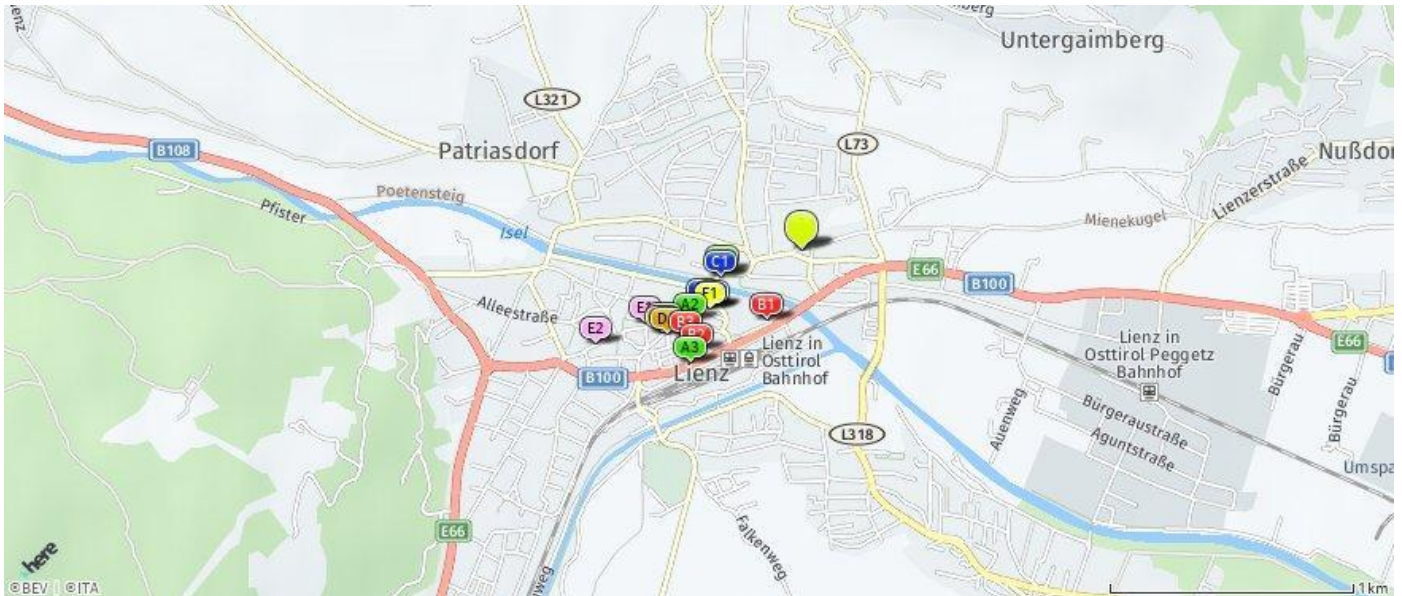 Untergaimberg
L321
L73
B108
Patriasdorf
Nußdor
Poetensteig
Lienzerstraße
Pfister
Mienekugel
Isel
C1
E66
B100
Alleestraße
F1
A2
B1
E2
D
B3
B2
A3
Lienz in
Osttirol
Bahnhof
Lienz in
Osttirol Peggetz
Bahnhof
E66
Bürgerau
B100
Lienz
Bürgerau
Auenweg
Bürgeraustraße
Aguntstraße
L318
Umspa
E66
Falkenweg
here
©BEV | ©ITA
1km